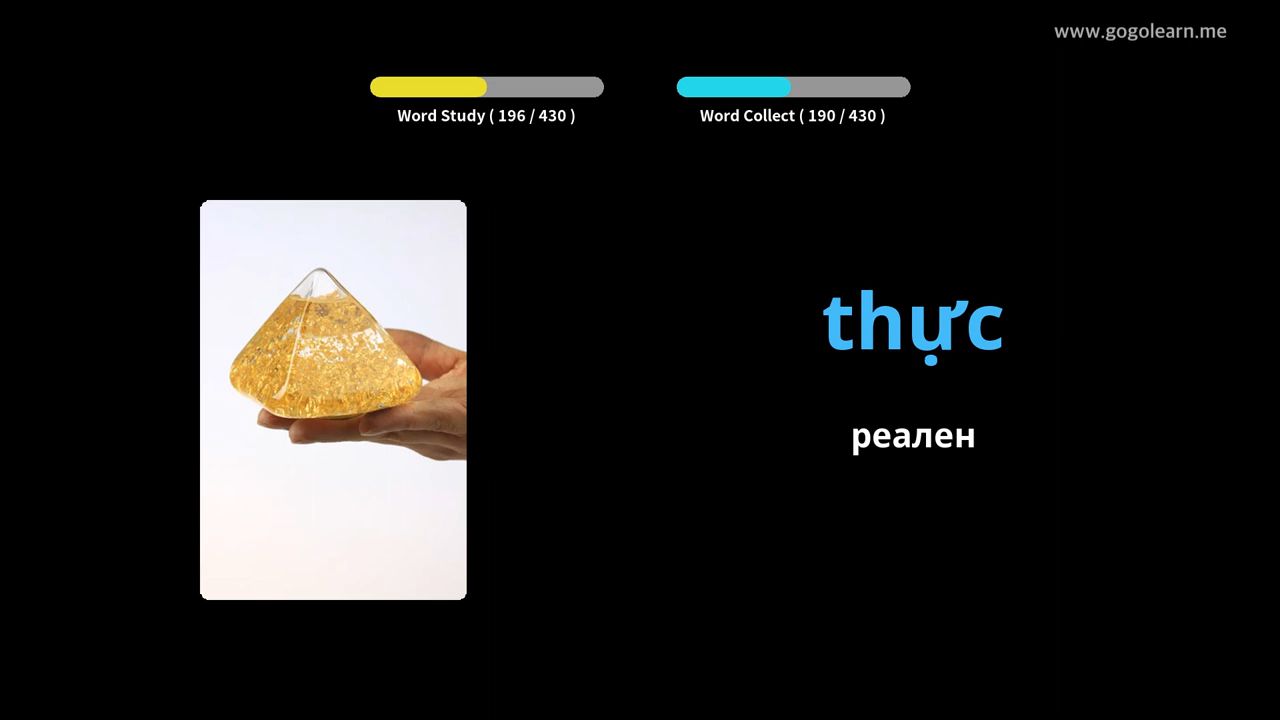 www.gogolearn.me
Word Study ( 196 / 430 )
Word Collect ( 190 / 430 )
thực
реален